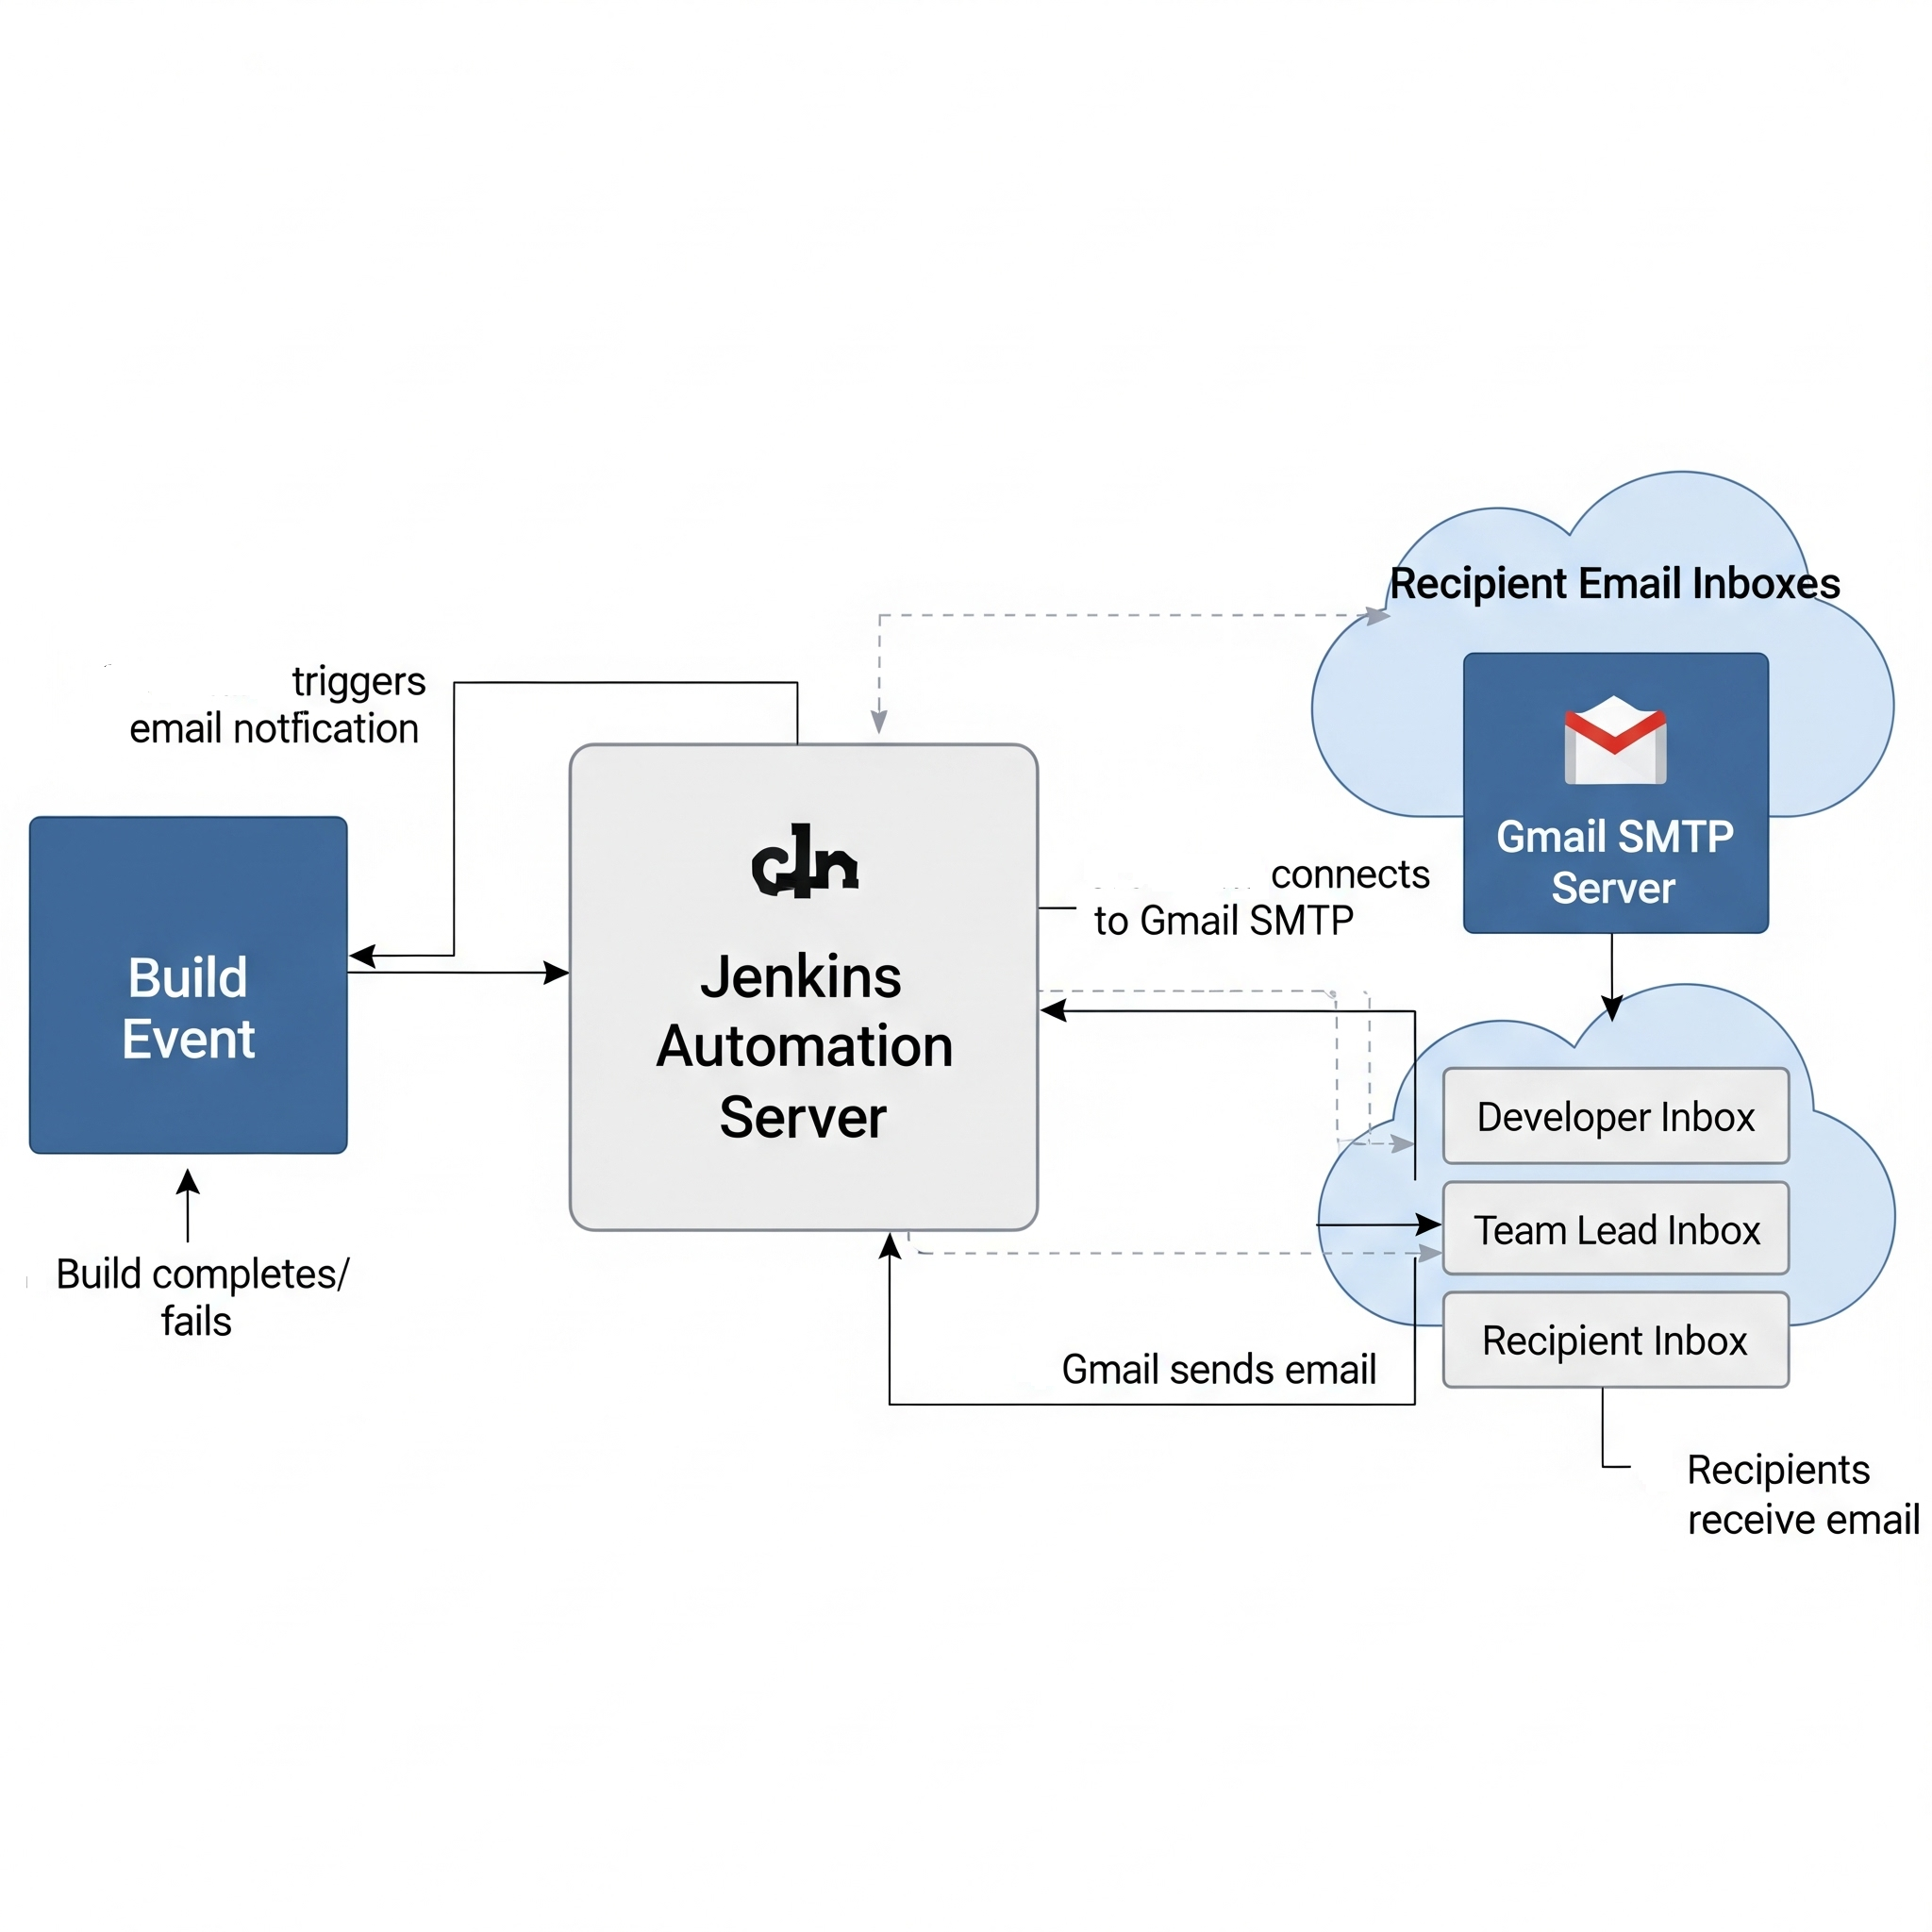 Recipient Email Inboxes
triggers
email notfication
Gmail SMTP
Server
connects
to Gmail SMTP
Build
Event
Jenkins
Automation
Server
Developer Inbox
Team Lead Inbox
Recipient Inbox
Build completes/
fails
Gmail sends email
Recipients
receive email